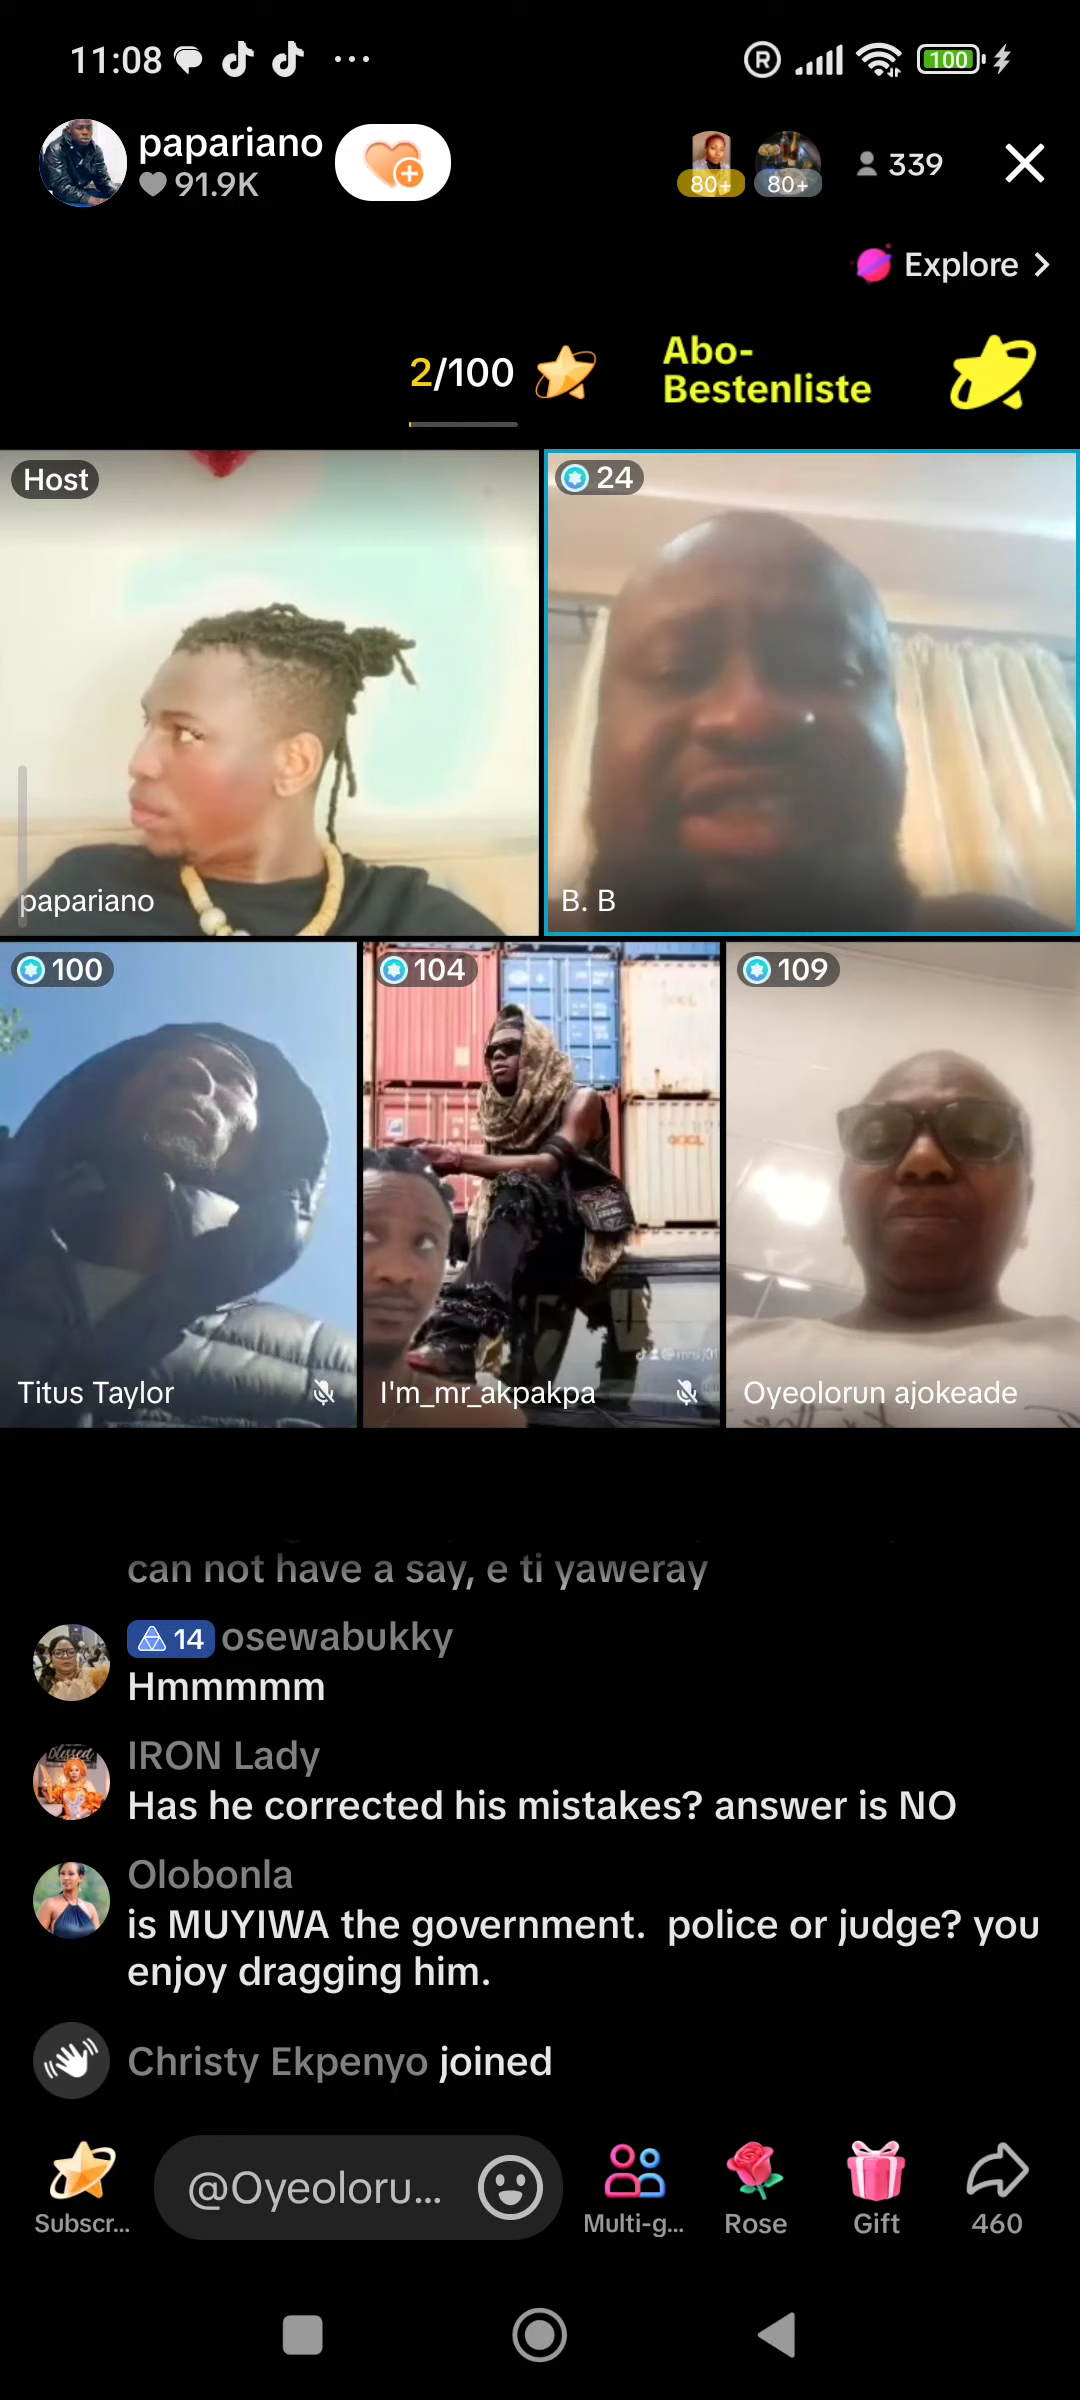 11:08
100
papariano
91.9K
80+
80+
339
Explore
2/100
Abo-
Bestenliste
Host
papariano
24
B. B
100
Titus Taylor
104
I'm_mr_akpakpa
109
Oyeolorun ajokeade
can not have a say, e ti yaweray
14 osewabukky
Hmmmmm
IRON Lady
Has he corrected his mistakes? answer is NO
Olobonla
is MUYIWA the government.  police or judge? you
enjoy dragging him.
Christy Ekpenyo joined
Subscr...
@Oyeoloru...
Multi-g...
Rose
Gift
460